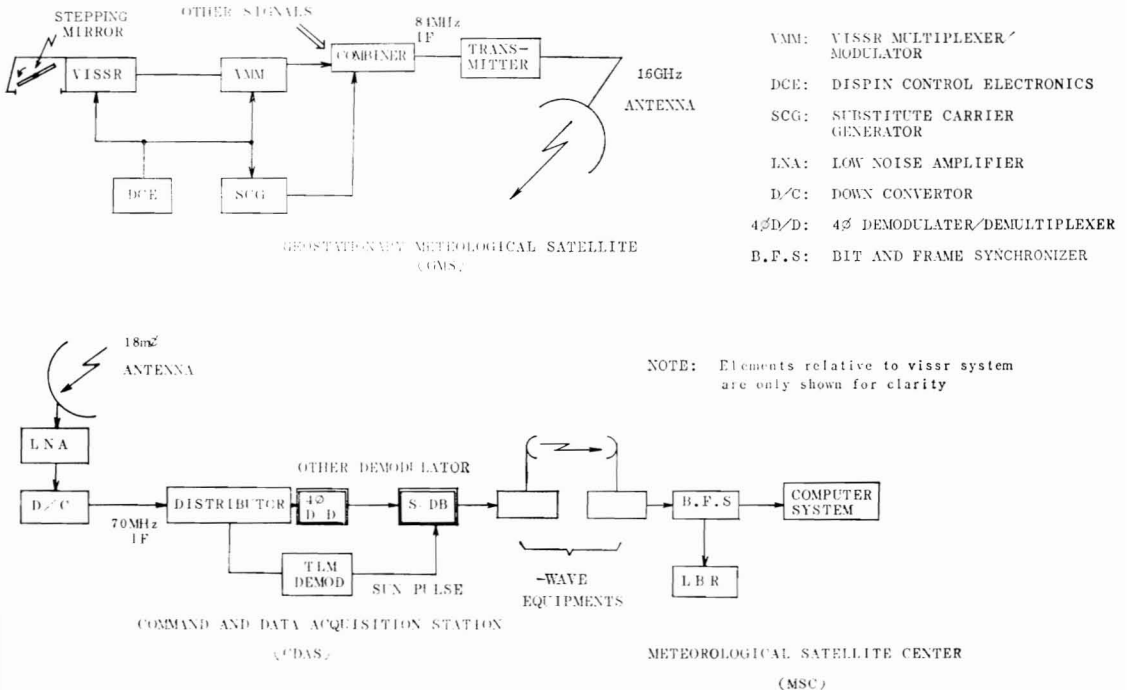 STEPPING
MIRROR
OTHER SIGNALS
VISSR
VMM
COMBINER
84MHz
IF
TRANS-
MITTER
16GHz
ANTENNA
DCE
SCG
GEOSTATIONARY METEOLOGICAL SATELLITE
(GMS)
VMM: VISSR MULTIPLEXER/
MODULATOR
DCE: DISPIN CONTROL ELECTRONICS
SCG: SUBSTITUTE CARRIER
GENERATOR
LNA: LOW NOISE AMPLIFIER
D/C: DOWN CONVERTOR
4ØD/D: 4Ø DEMODULATER/DEMULTIPLEXER
B.F.S: BIT AND FRAME SYNCHRONIZER
18mØ
ANTENNA
NOTE: Elements relative to vissr system
are only shown for clarity
LNA
D/C
70MHz
IF
DISTRIBUTOR
OTHER DEMODULATOR
4Ø
D D
S/DB
TLM
DEMOD
SUN PULSE
-WAVE
EQUIPMENTS
B.F.S
COMPUTER
SYSTEM
LBR
COMMAND AND DATA ACQUISITION STATION
(CDAS)
METEOROLOGICAL SATELLITE CENTER
(MSC)